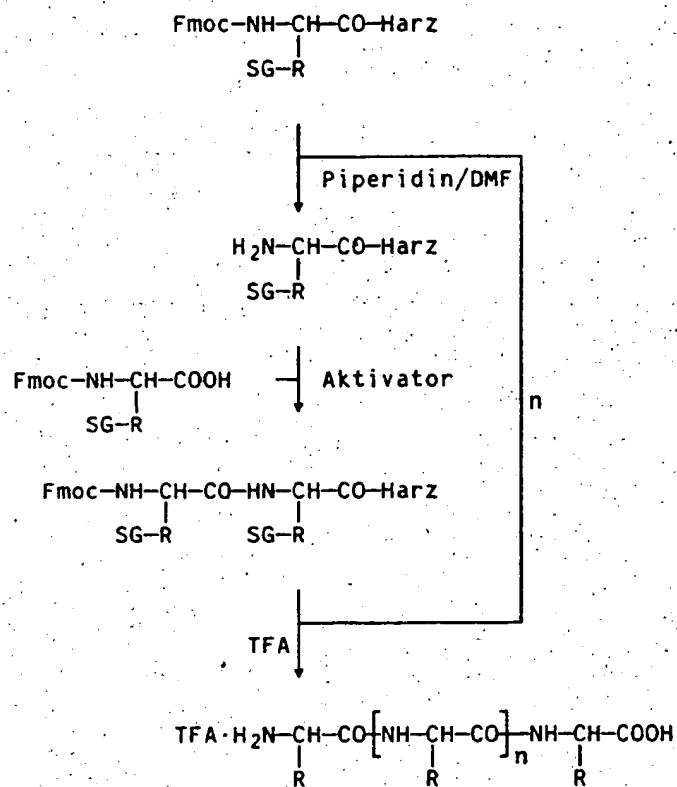 Fmoc-NH-CH-CO-Harz
SG-R
Piperidin/DMF
H2N-CH-CO-Harz
SG-R
Fmoc-NH-CH-COOH
Aktivator
SG-R
n
Fmoc-NH-CH-CO-HN-CH-CO-Harz
SG-R SG-R
TFA
TFA·H2N-CH-CO[NH-CH-CO]n-NH-CH-COOH
R R R